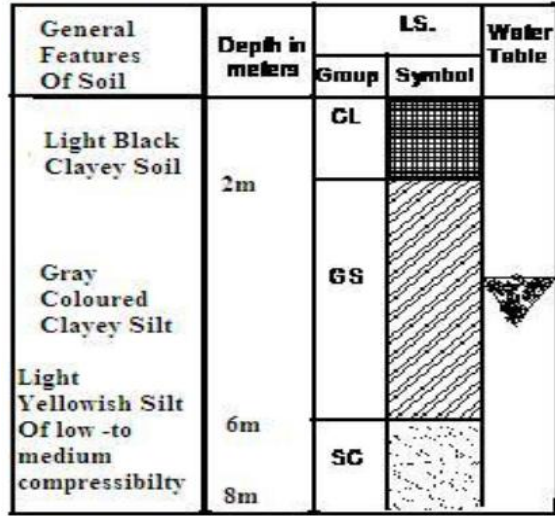 General
Features
Of Soil
Depth in
meters
I.S.
Group
Symbol
Water
Table
Light Black
Clayey Soil
2m
CL
Gray
Coloured
Clayey Silt
GS
Light
Yellowish Silt
Of low -to
medium
compressibilty
6m
8m
SC